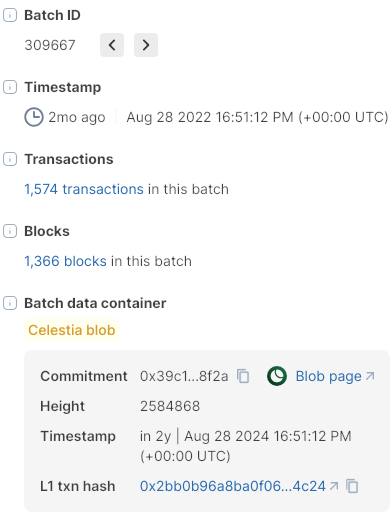 Batch ID
309667
Timestamp
2mo ago Aug 28 2022 16:51:12 PM (+00:00 UTC)
Transactions
1,574 transactions in this batch
Blocks
1,366 blocks in this batch
Batch data container
Celestia blob
Commitment 0x39c1...8f2a Blob page
Height 2584868
Timestamp in 2y | Aug 28 2024 16:51:12 PM
(+00:00 UTC)
L1 txn hash 0x2bb0b96a8ba0f06...4c24